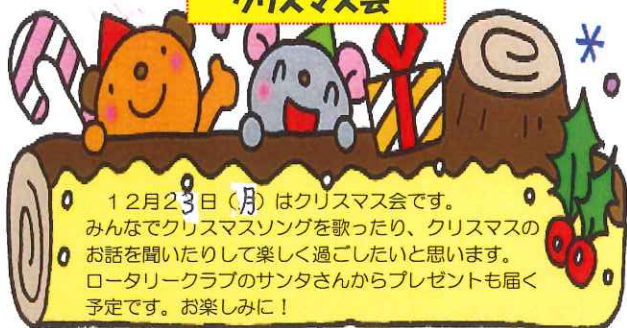 クリスマス会
12月23日(月)はクリスマス会です。
みんなでクリスマスソングを歌ったり、クリスマスの
お話を聞いたりして楽しく過ごしたいと思います。
ロータリークラブのサンタさんからプレゼントも届く
予定です。お楽しみに!